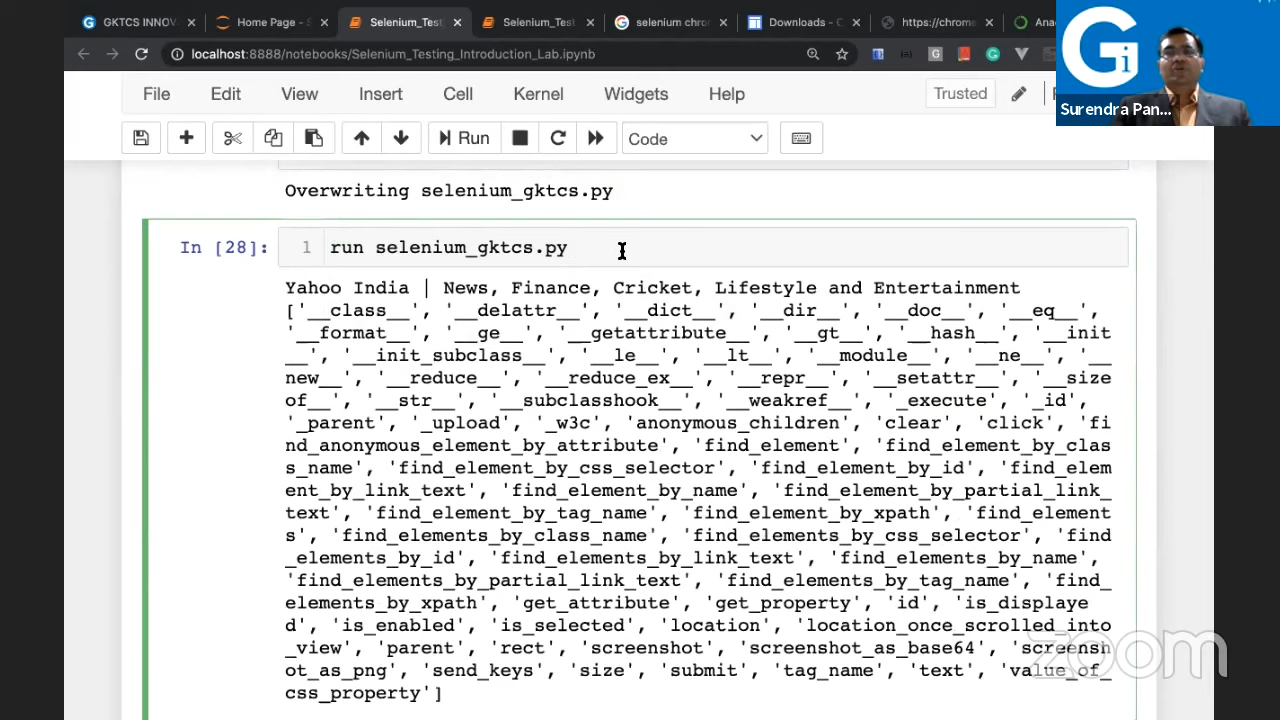 GKTCS INNOV
Home Page - S
Selenium_Test
Selenium_Test
selenium chro
Downloads - C
https://chrome
Ana
localhost:8888/notebooks/Selenium_Testing_INroduction_Lab.ipynb
Gi
Surendra Pan...
File Edit View Insert Cell Kernel Widgets Help Trusted
Run Code
Overwriting selenium_gktcs.py
In [28]: 1 run selenium_gktcs.py
Yahoo India | News, Finance, Cricket, Lifestyle and Entertainment
['__class__', '__delattr__', '__dict__', '__dir__', '__doc__', '__eq__',
'__format__', '__ge__', '__getattribute__', '__gt__', '__hash__', '__init
__', '__init_subclass__', '__le__', '__lt__', '__module__', '__ne__', '__
new__', '__reduce__', '__reduce_ex__', '__repr__', '__setattr__', '__size
of__', '__str__', '__subclasshook__', '__weakref__', '_execute', '_id',
'_parent', '_upload', '_w3c', 'anonymous_children', 'clear', 'click', 'fi
nd_anonymous_element_by_attribute', 'find_element', 'find_element_by_clas
s_name', 'find_element_by_css_selector', 'find_element_by_id', 'find_elem
ent_by_link_text', 'find_element_by_name', 'find_element_by_partial_link_
text', 'find_element_by_tag_name', 'find_element_by_xpath', 'find_element
s', 'find_elements_by_class_name', 'find_elements_by_css_selector', 'find
_elements_by_id', 'find_elements_by_link_text', 'find_elements_by_name',
'find_elements_by_partial_link_text', 'find_elements_by_tag_name', 'find_
elements_by_xpath', 'get_attribute', 'get_property', 'id', 'is_displaye
d', 'is_enabled', 'is_selected', 'location', 'location_once_scrolled_into
_view', 'parent', 'rect', 'screenshot', 'screenshot_as_base64', 'screensh
ot_as_png', 'send_keys', 'size', 'submit', 'tag_name', 'text', 'value_of_
css_property']
zoom